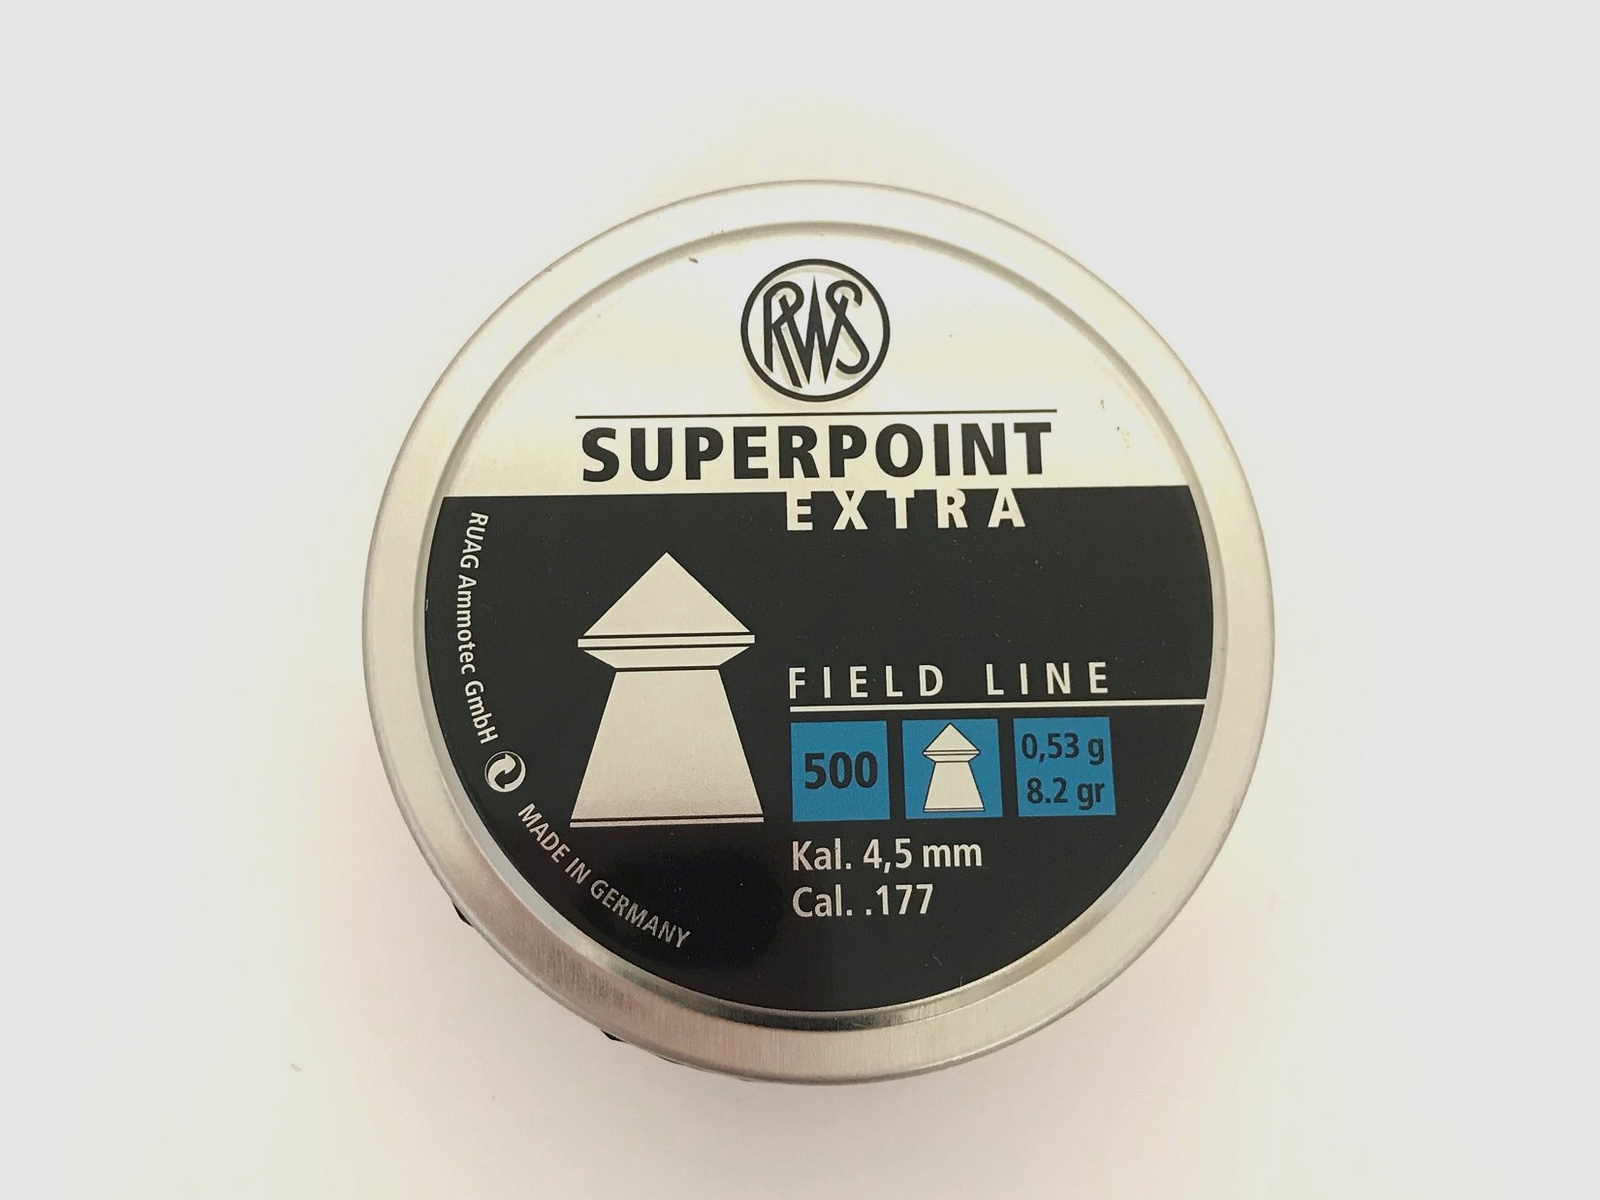 RWS
SUPERPOINT
EXTRA
RUAG Ammotec GmbH
MADE IN GERMANY
FIELD LINE
500
0,53 g
8.2 gr
Kal. 4,5 mm
Cal. .177